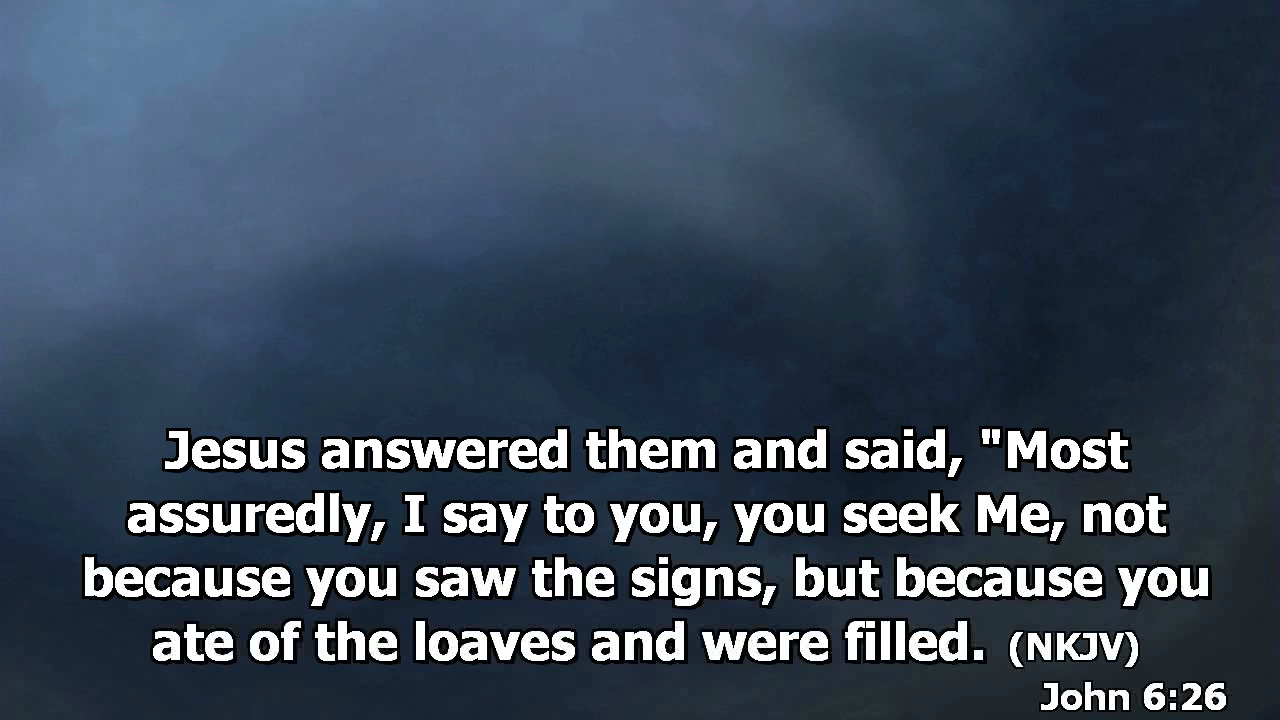 Jesus answered them and said, "Most
assuredly, I say to you, you seek Me, not
because you saw the signs, but because you
ate of the loaves and were filled. (NKJV)
John 6:26